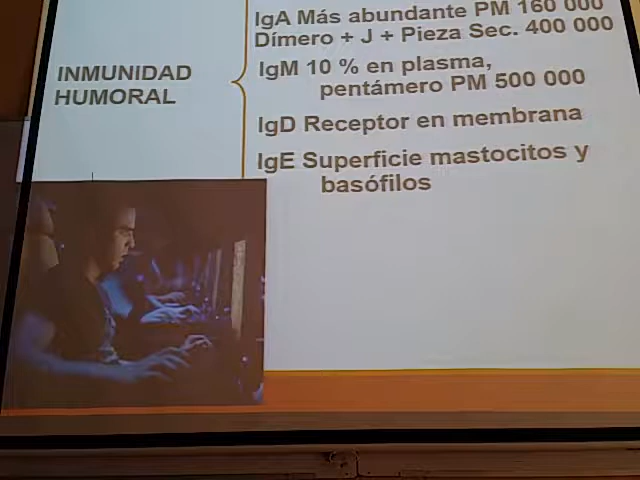 IgA Más abundante PM 160 000
Dímero + J + Pieza Sec. 400 000
INMUNIDAD
HUMORAL
IgM 10 % en plasma,
pentámero PM 500 000
IgD Receptor en membrana
IgE Superficie mastocitos y
basófilos